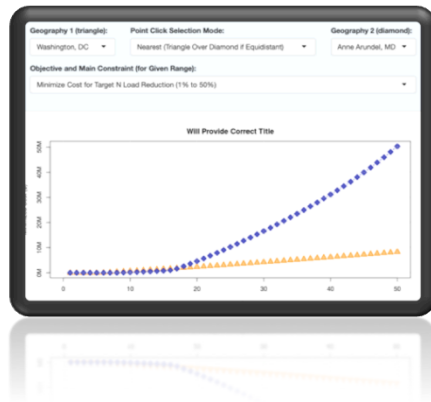 Geography 1 (triangle): Point Click Selection Mode: Geography 2 (diamond):
Washington, DC Nearest (Triangle Over Diamond if Equidistant) Anne Arundel, MD
Objective and Main Constraint (for Given Range):
Minimize Cost for Target N Load Reduction (1% to 50%)
Will Provide Correct Title
50M
40M
30M
20M
10M
0M
0 10 20 30 40 50